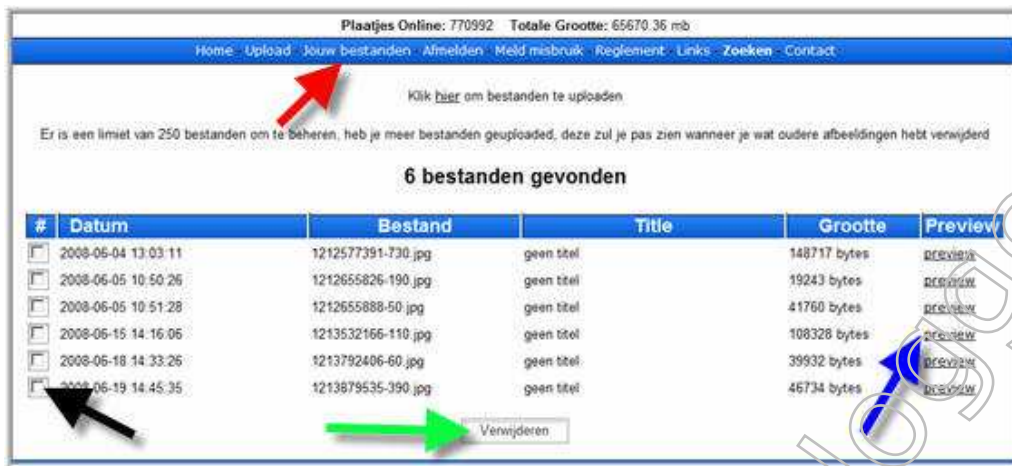 Plaatjes Online: 770992 Totale Grootte: 65670.36 mb
Home Upload Jouw bestanden Afmelden Meld misbruik Reglement Links Zoeken Contact
Klik hier om bestanden te uploaden
Er is een limiet van 250 bestanden om te beheren, heb je meer bestanden geuploaded, deze zul je pas zien wanneer je wat oudere afbeeldingen hebt verwijderd
6 bestanden gevonden
# Datum Bestand Title Grootte Preview
2008-06-04 13:03:11 1212577391-730.jpg geen titel 148717 bytes preview
2008-06-05 10:50:26 1212655826-190.jpg geen titel 19243 bytes preview
2008-06-05 10:51:28 1212655888-50.jpg geen titel 41760 bytes preview
2008-06-15 14:16:06 1213532166-110.jpg geen titel 108328 bytes preview
2008-06-18 14:33:26 1213792406-60.jpg geen titel 39932 bytes preview
2008-06-19 14:45:35 1213879535-390.jpg geen titel 46734 bytes preview
Verwijderen